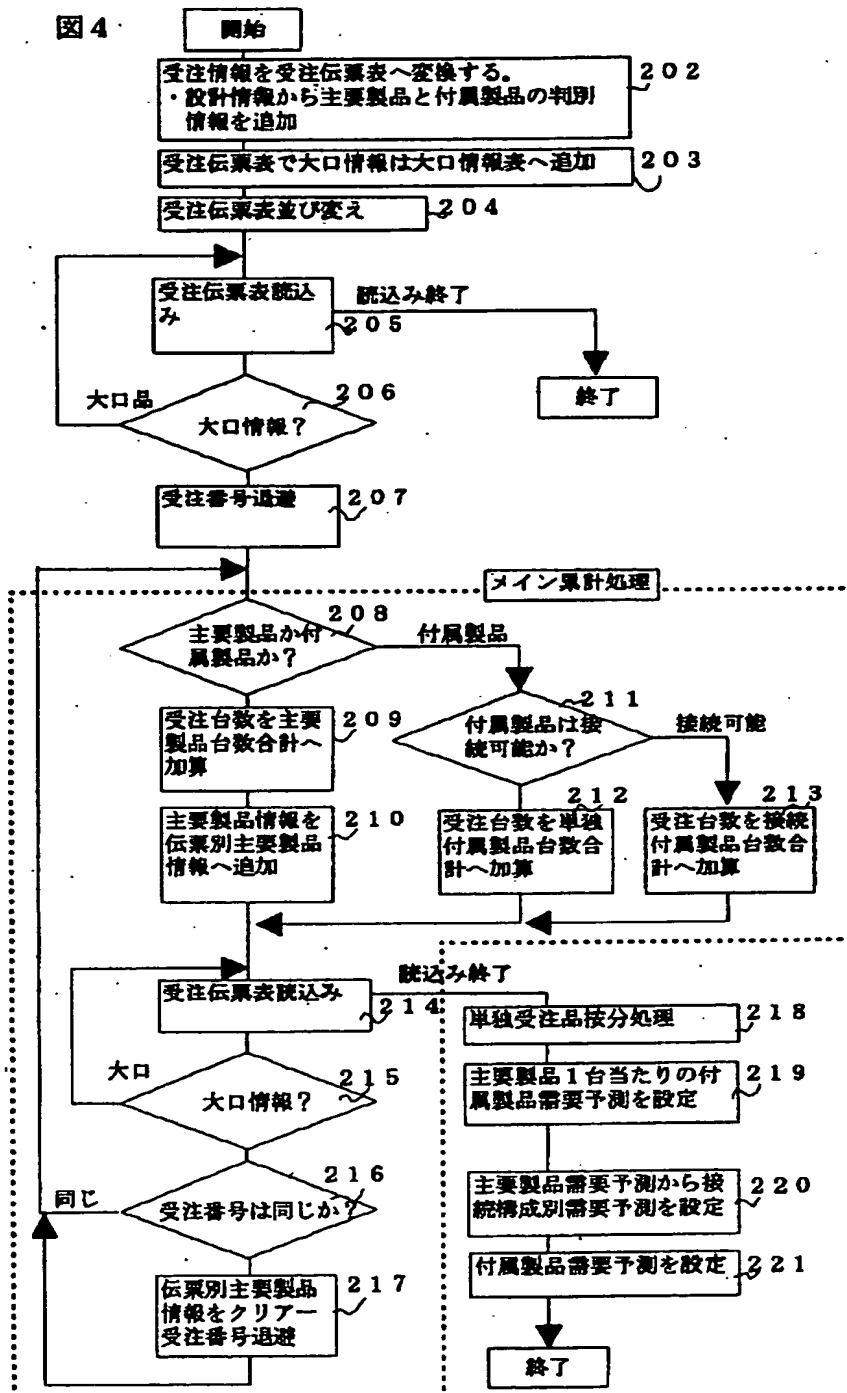 図4
開始
受注情報を受注伝票表へ変換する。
・設計情報から主要製品と付属製品の判別
情報を追加
202
受注伝票表で大口情報は大口情報表へ追加
203
受注伝票表並び変え
204
受注伝票表読込
み
205
読込み終了
終了
大口品
大口情報?
206
受注番号退避
207
メイン累計処理
主要製品か付
属製品か?
208
付属製品
受注台数を主要
製品台数合計へ
加算
209
付属製品は接
続可能か?
211
接続可能
主要製品情報を
伝票別主要製品
情報へ追加
210
受注台数を単独
付属製品台数合
計へ加算
212
受注台数を接続
付属製品台数合
計へ加算
213
受注伝票表読込み
214
読込み終了
大口
大口情報?
215
受注番号は同じか?
216
同じ
伝票別主要製品
情報をクリアー
受注番号退避
217
単独受注品按分処理
218
主要製品1台当たりの付
属製品需要予測を設定
219
主要製品需要予測から接
続構成別需要予測を設定
220
付属製品需要予測を設定
221
終了